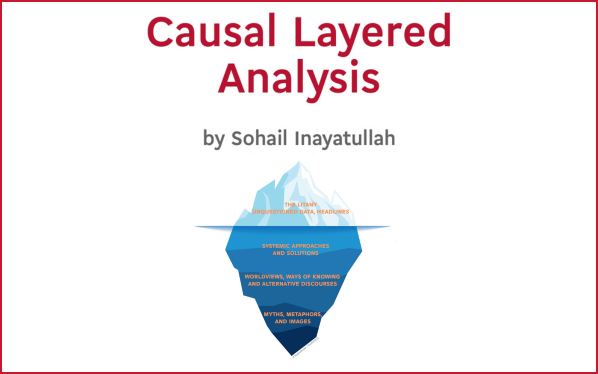 Causal Layered
Analysis
by Sohail Inayatullah
THE LITANY
UNQUESTIONED DATA, HEADLINES
SYSTEMIC APPROACHES
AND SOLUTIONS
WORLDVIEWS, WAYS OF KNOWING
AND ALTERNATIVE DISCOURSES
MYTHS, METAPHORS,
AND IMAGES